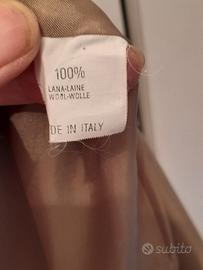 100%
LANA-LAINE
WOOL-WOLLE
DE IN ITALY
subito